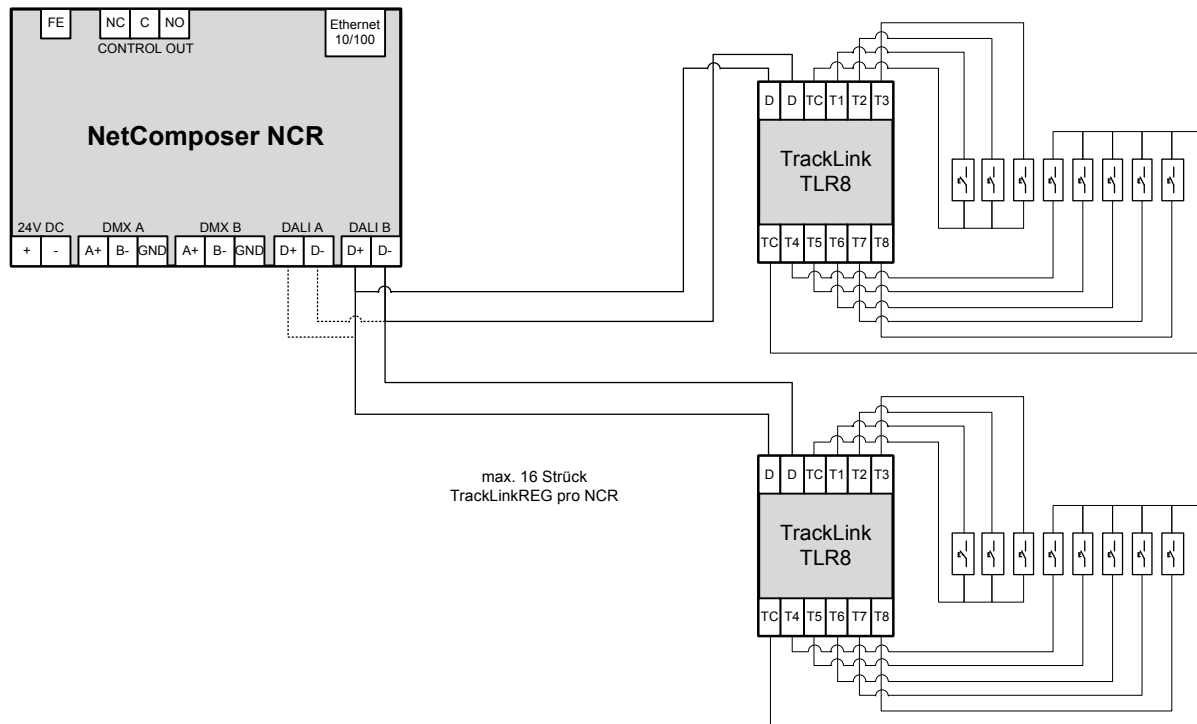 FE NC C NO Ethernet
10/100
CONTROL OUT
NetComposer NCR
24V DC DMX A DMX B DALI A DALI B
+ - A+ B- GND A+ B- GND D+ D- D+ D-
D D TC T1 T2 T3
TrackLink
TLR8
TC T4 T5 T6 T7 T8
max. 16 Strück
TrackLinkREG pro NCR
D D TC T1 T2 T3
TrackLink
TLR8
TC T4 T5 T6 T7 T8